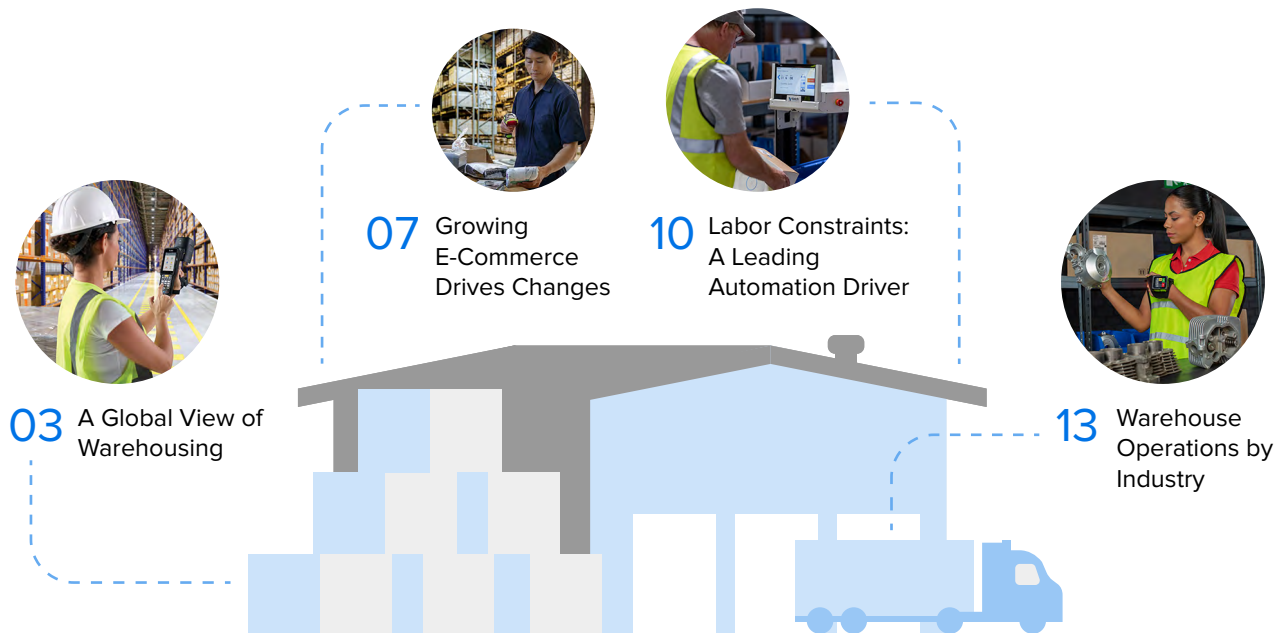 03
A Global View of
Warehousing
07
Growing
E-Commerce
Drives Changes
10
Labor Constraints:
A Leading
Automation Driver
13
Warehouse
Operations by
Industry